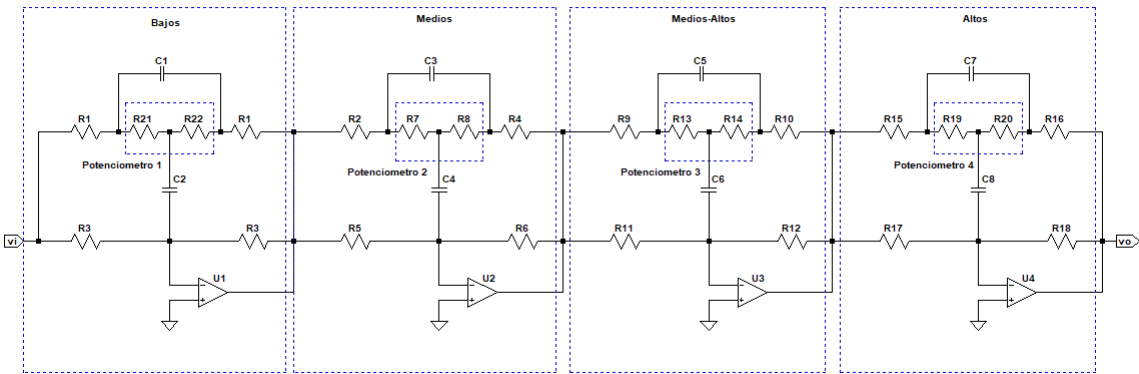 Bajos
Medios
Medios-Altos
Altos
C1
C3
C5
C7
R1
R21
R22
R1
R2
R7
R8
R4
R9
R13
R14
R10
R15
R19
R20
R16
Potenciometro 1
Potenciometro 2
Potenciometro 3
Potenciometro 4
C2
C4
C6
C8
vi
R3
R3
R5
R6
R11
R12
R17
R18
vo
U1
U2
U3
U4